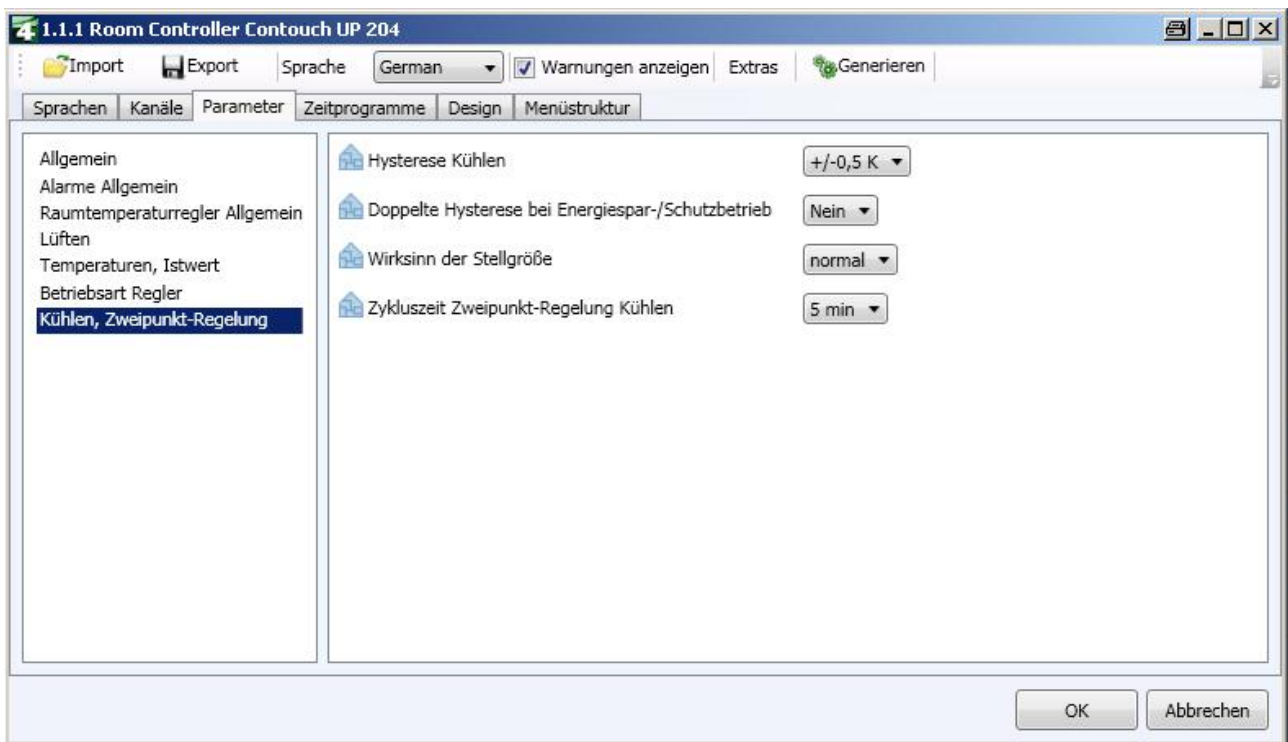 4 1.1.1 Room Controller Contouch UP 204
Import Export Sprache German Warnungen anzeigen Extras Generieren
Sprachen Kanäle Parameter Zeitprogramme Design Menüstruktur
Allgemein
Alarme Allgemein
Raumtemperaturregler Allgemein
Lüften
Temperaturen, Istwert
Betriebsart Regler
Kühlen, Zweipunkt-Regelung
Hysterese Kühlen +/-0,5 K
Doppelte Hysterese bei Energiespar-/Schutzbetrieb Nein
Wirksinn der Stellgröße normal
Zykluszeit Zweipunkt-Regelung Kühlen 5 min
OK Abbrechen